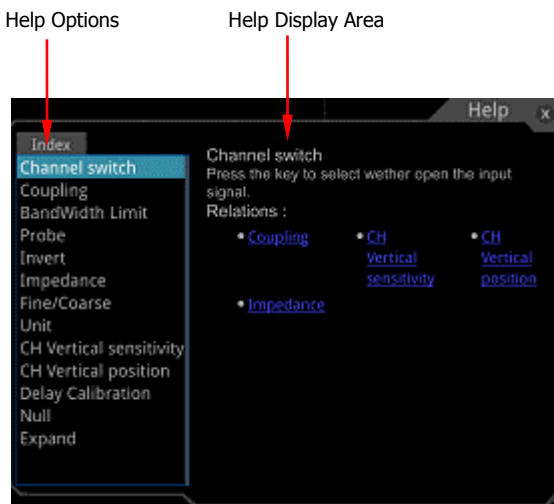 Help Options
Help Display Area
Help x
Index
Channel switch
Coupling
BandWidth Limit
Probe
Invert
Impedance
Fine/Coarse
Unit
CH Vertical sensitivity
CH Vertical position
Delay Calibration
Null
Expand
Channel switch
Press the key to select wether open the input
signal.
Relations :
• Coupling
• CH
Vertical
sensitivity
• CH
Vertical
position
• Impedance